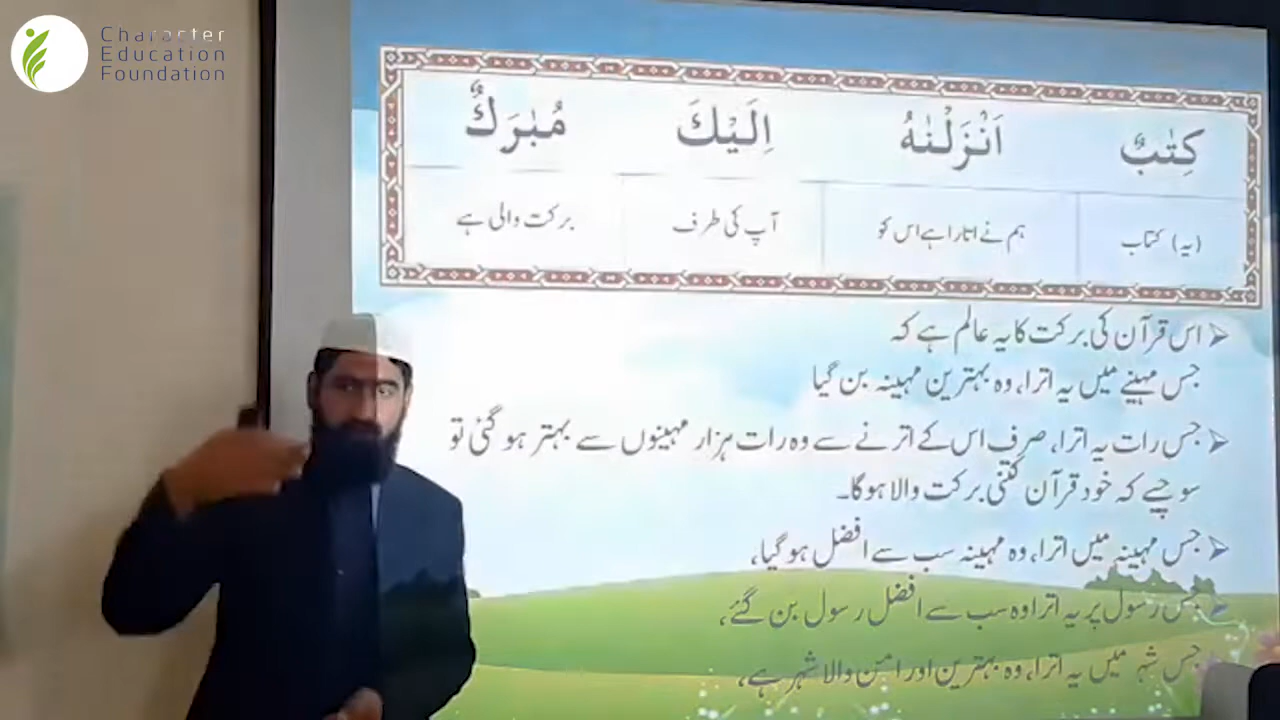 Character
Education
Foundation
كِتٰبٌ اَنْزَلْنٰهُ اِلَيْكَ مُبٰرَكٌ
(یہ) کتاب ہم نے اتارا ہے اس کو آپ کی طرف برکت والی ہے
اس قرآن کی برکت کا یہ عالم ہے کہ
جس مہینے میں یہ اترا، وہ بہترین مہینہ بن گیا
جس رات یہ اترا، صرف اس کے اترنے سے وہ رات ہزار مہینوں سے بہتر ہو گئی تو
سوچیے کہ خود قرآن کتنی برکت والا ہوگا۔
جس مہینہ میں اترا، وہ مہینہ سب سے افضل ہو گیا،
جس رسول پر یہ اترا وہ سب سے افضل رسول بن گئے،
جس شہر میں یہ اترا، وہ بہترین اور امن والا شہر ہے،